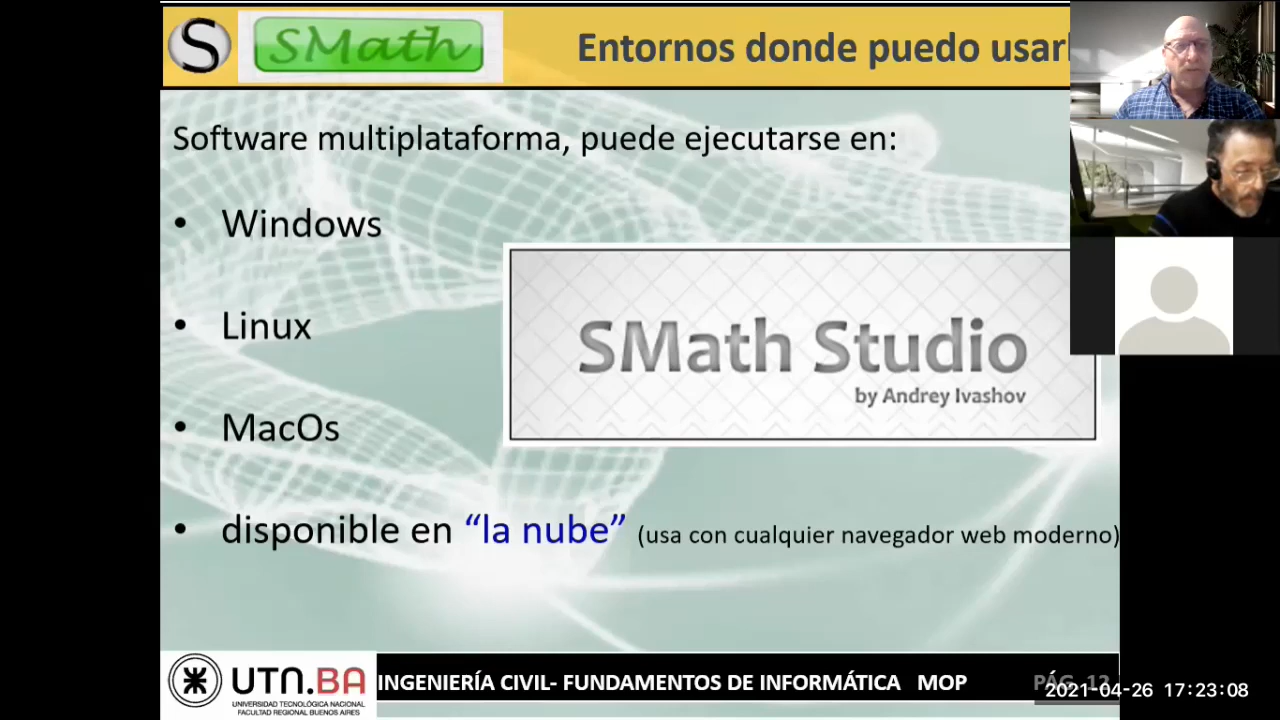 S
SMath
Entornos donde puedo usarl
Software multiplataforma, puede ejecutarse en:
• Windows
• Linux
• MacOs
• disponible en “la nube” (usa con cualquier navegador web moderno)
SMath Studio
by Andrey Ivashov
UTN.BA
UNIVERSIDAD TECNOLÓGICA NACIONAL
FACULTAD REGIONAL BUENOS AIRES
INGENIERÍA CIVIL- FUNDAMENTOS DE INFORMÁTICA MOP
PÁG.
2021-04-26 17:23:08